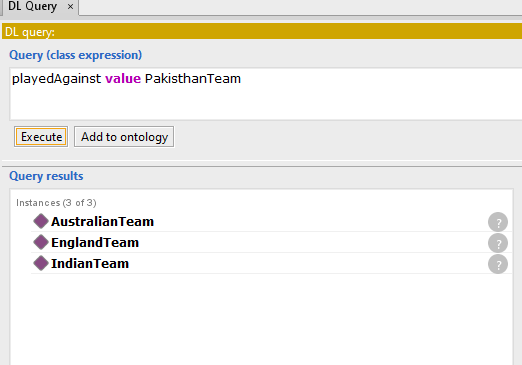 DL Query ×
DL query:
Query (class expression)
playedAgainst value PakisthanTeam
Execute Add to ontology
Query results
Instances (3 of 3)
AustralianTeam ?
EnglandTeam ?
IndianTeam ?